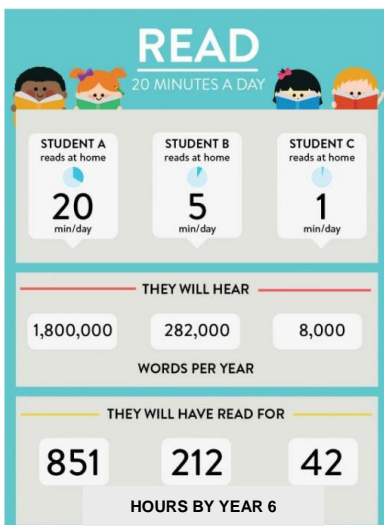 READ
20 MINUTES A DAY
STUDENT A
reads at home
20
min/day
STUDENT B
reads at home
5
min/day
STUDENT C
reads at home
1
min/day
THEY WILL HEAR
1,800,000 282,000 8,000
WORDS PER YEAR
THEY WILL HAVE READ FOR
851 212 42
HOURS BY YEAR 6